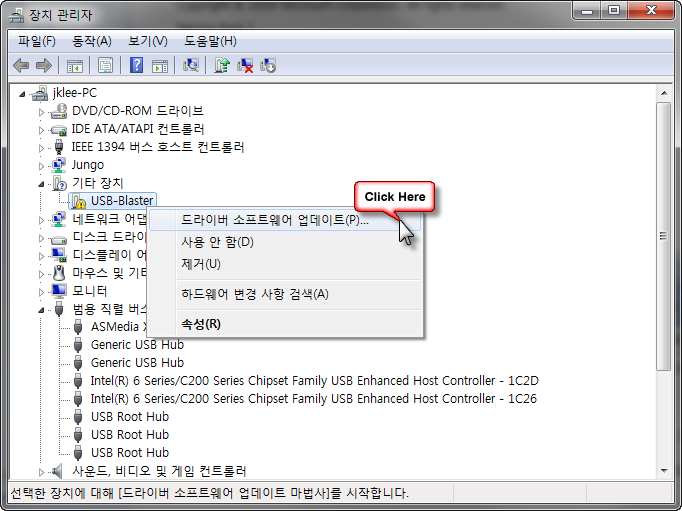 장치 관리자
파일(F) 동작(A) 보기(V) 도움말(H)
jklee-PC
DVD/CD-ROM 드라이브
IDE ATA/ATAPI 컨트롤러
IEEE 1394 버스 호스트 컨트롤러
Jungo
기타 장치
Click Here
USB-Blaster
네트워크 어댑
드라이버 소프트웨어 업데이트(P)...
디스크 드라이
사용 안 함(D)
디스플레이 어
제거(U)
마우스 및 기타
모니터
하드웨어 변경 사항 검색(A)
범용 직렬 버스
속성(R)
ASMedia X
Generic USB Hub
Generic USB Hub
Intel(R) 6 Series/C200 Series Chipset Family USB Enhanced Host Controller - 1C2D
Intel(R) 6 Series/C200 Series Chipset Family USB Enhanced Host Controller - 1C26
USB Root Hub
USB Root Hub
USB Root Hub
사운드, 비디오 및 게임 컨트롤러
선택한 장치에 대해 [드라이버 소프트웨어 업데이트 마법사]를 시작합니다.